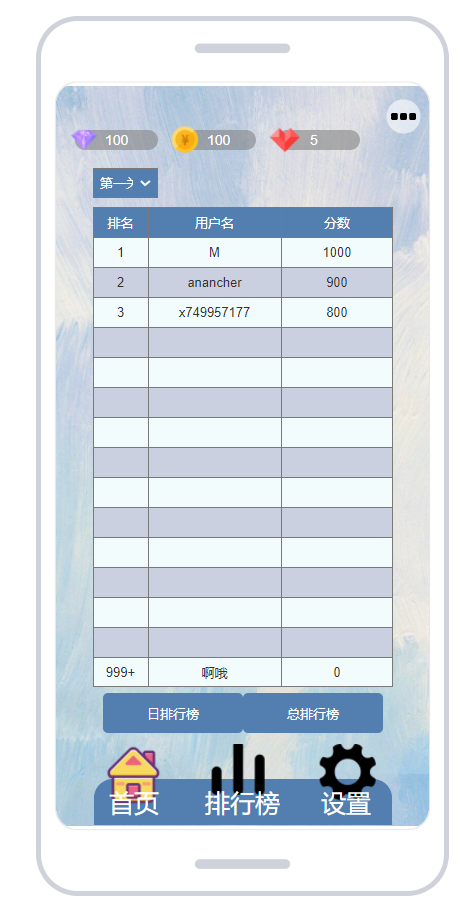 100 100 5
第一
排名 用户名 分数
1 M 1000
2 anancher 900
3 x749957177 800
999+ 啊哦 0
日排行榜 总排行榜
首页 排行榜 设置